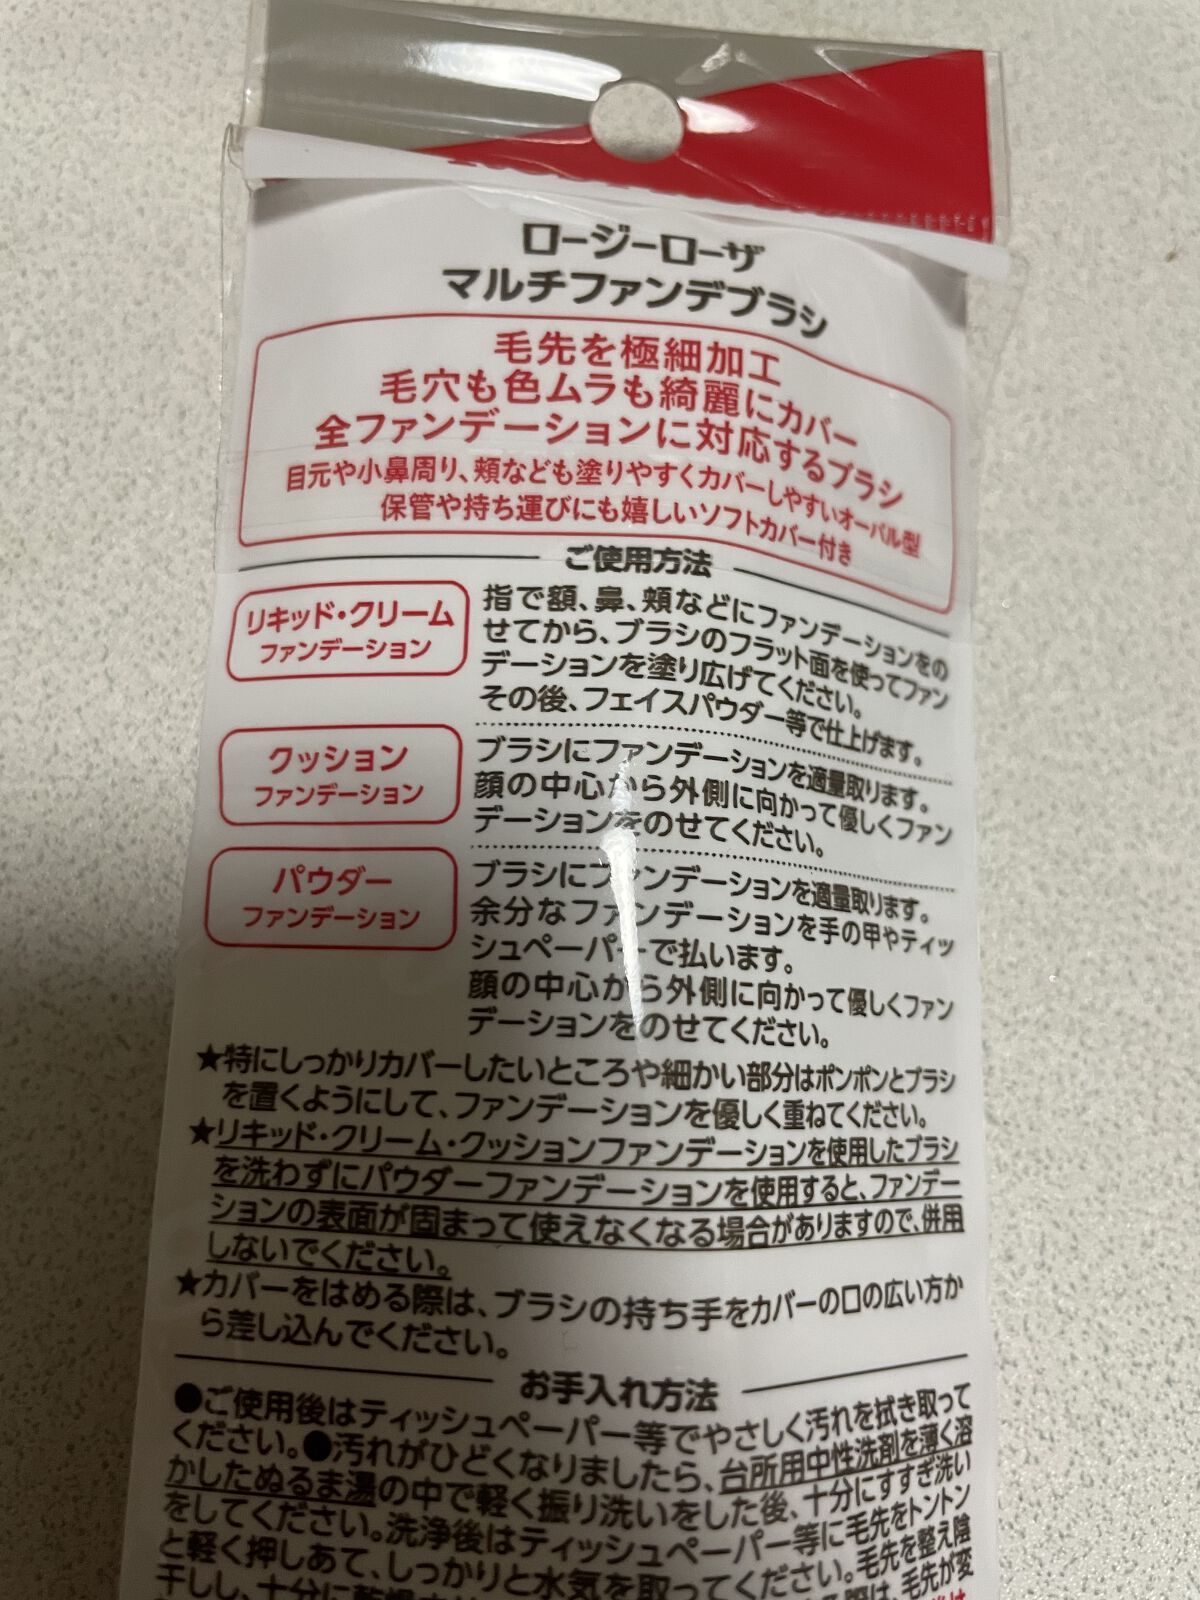 ロージーローザ
マルチファンデブラシ
毛先を極細加工
毛穴も色ムラも綺麗にカバー
全ファンデーションに対応するブラシ
目元や小鼻周り、頬なども塗りやすくカバーしやすいオーバル型
保管や持ち運びにも嬉しいソフトカバー付き
ご使用方法
リキッド・クリーム
ファンデーション
指で額、鼻、頬などにファンデーションをの
せてから、ブラシのフラット面を使ってファン
デーションを塗り広げてください。
その後、フェイスパウダー等で仕上げます。
クッション
ファンデーション
ブラシにファンデーションを適量取ります。
顔の中心から外側に向かって優しくファン
デーションをのせてください。
パウダー
ファンデーション
ブラシにファンデーションを適量取ります。
余分なファンデーションを手の甲やティッ
シュペーパーで払います。
顔の中心から外側に向かって優しくファン
デーションをのせてください。
★特にしっかりカバーしたいところや細かい部分はポンポンとブラシ
を置くようにして、ファンデーションを優しく重ねてください。
★リキッド・クリーム・クッションファンデーションを使用したブラシ
を洗わずにパウダーファンデーションを使用すると、ファンデー
ションの表面が固まって使えなくなる場合がありますので、併用
しないでください。
★カバーをはめる際は、ブラシの持ち手をカバーの口の広い方か
ら差し込んでください。
お手入れ方法
●ご使用後はティッシュペーパー等でやさしく汚れを拭き取って
ください。●汚れがひどくなりましたら、台所用中性洗剤を薄く溶
かしたぬるま湯の中で軽く振り洗いをした後、十分にすすぎ洗い
をしてください。洗浄後はティッシュペーパー等に毛先をトントン
と軽く押しあて、しっかりと水気を取ってください。毛先を整え陰
干しし、十分に乾燥 際は、毛先が変